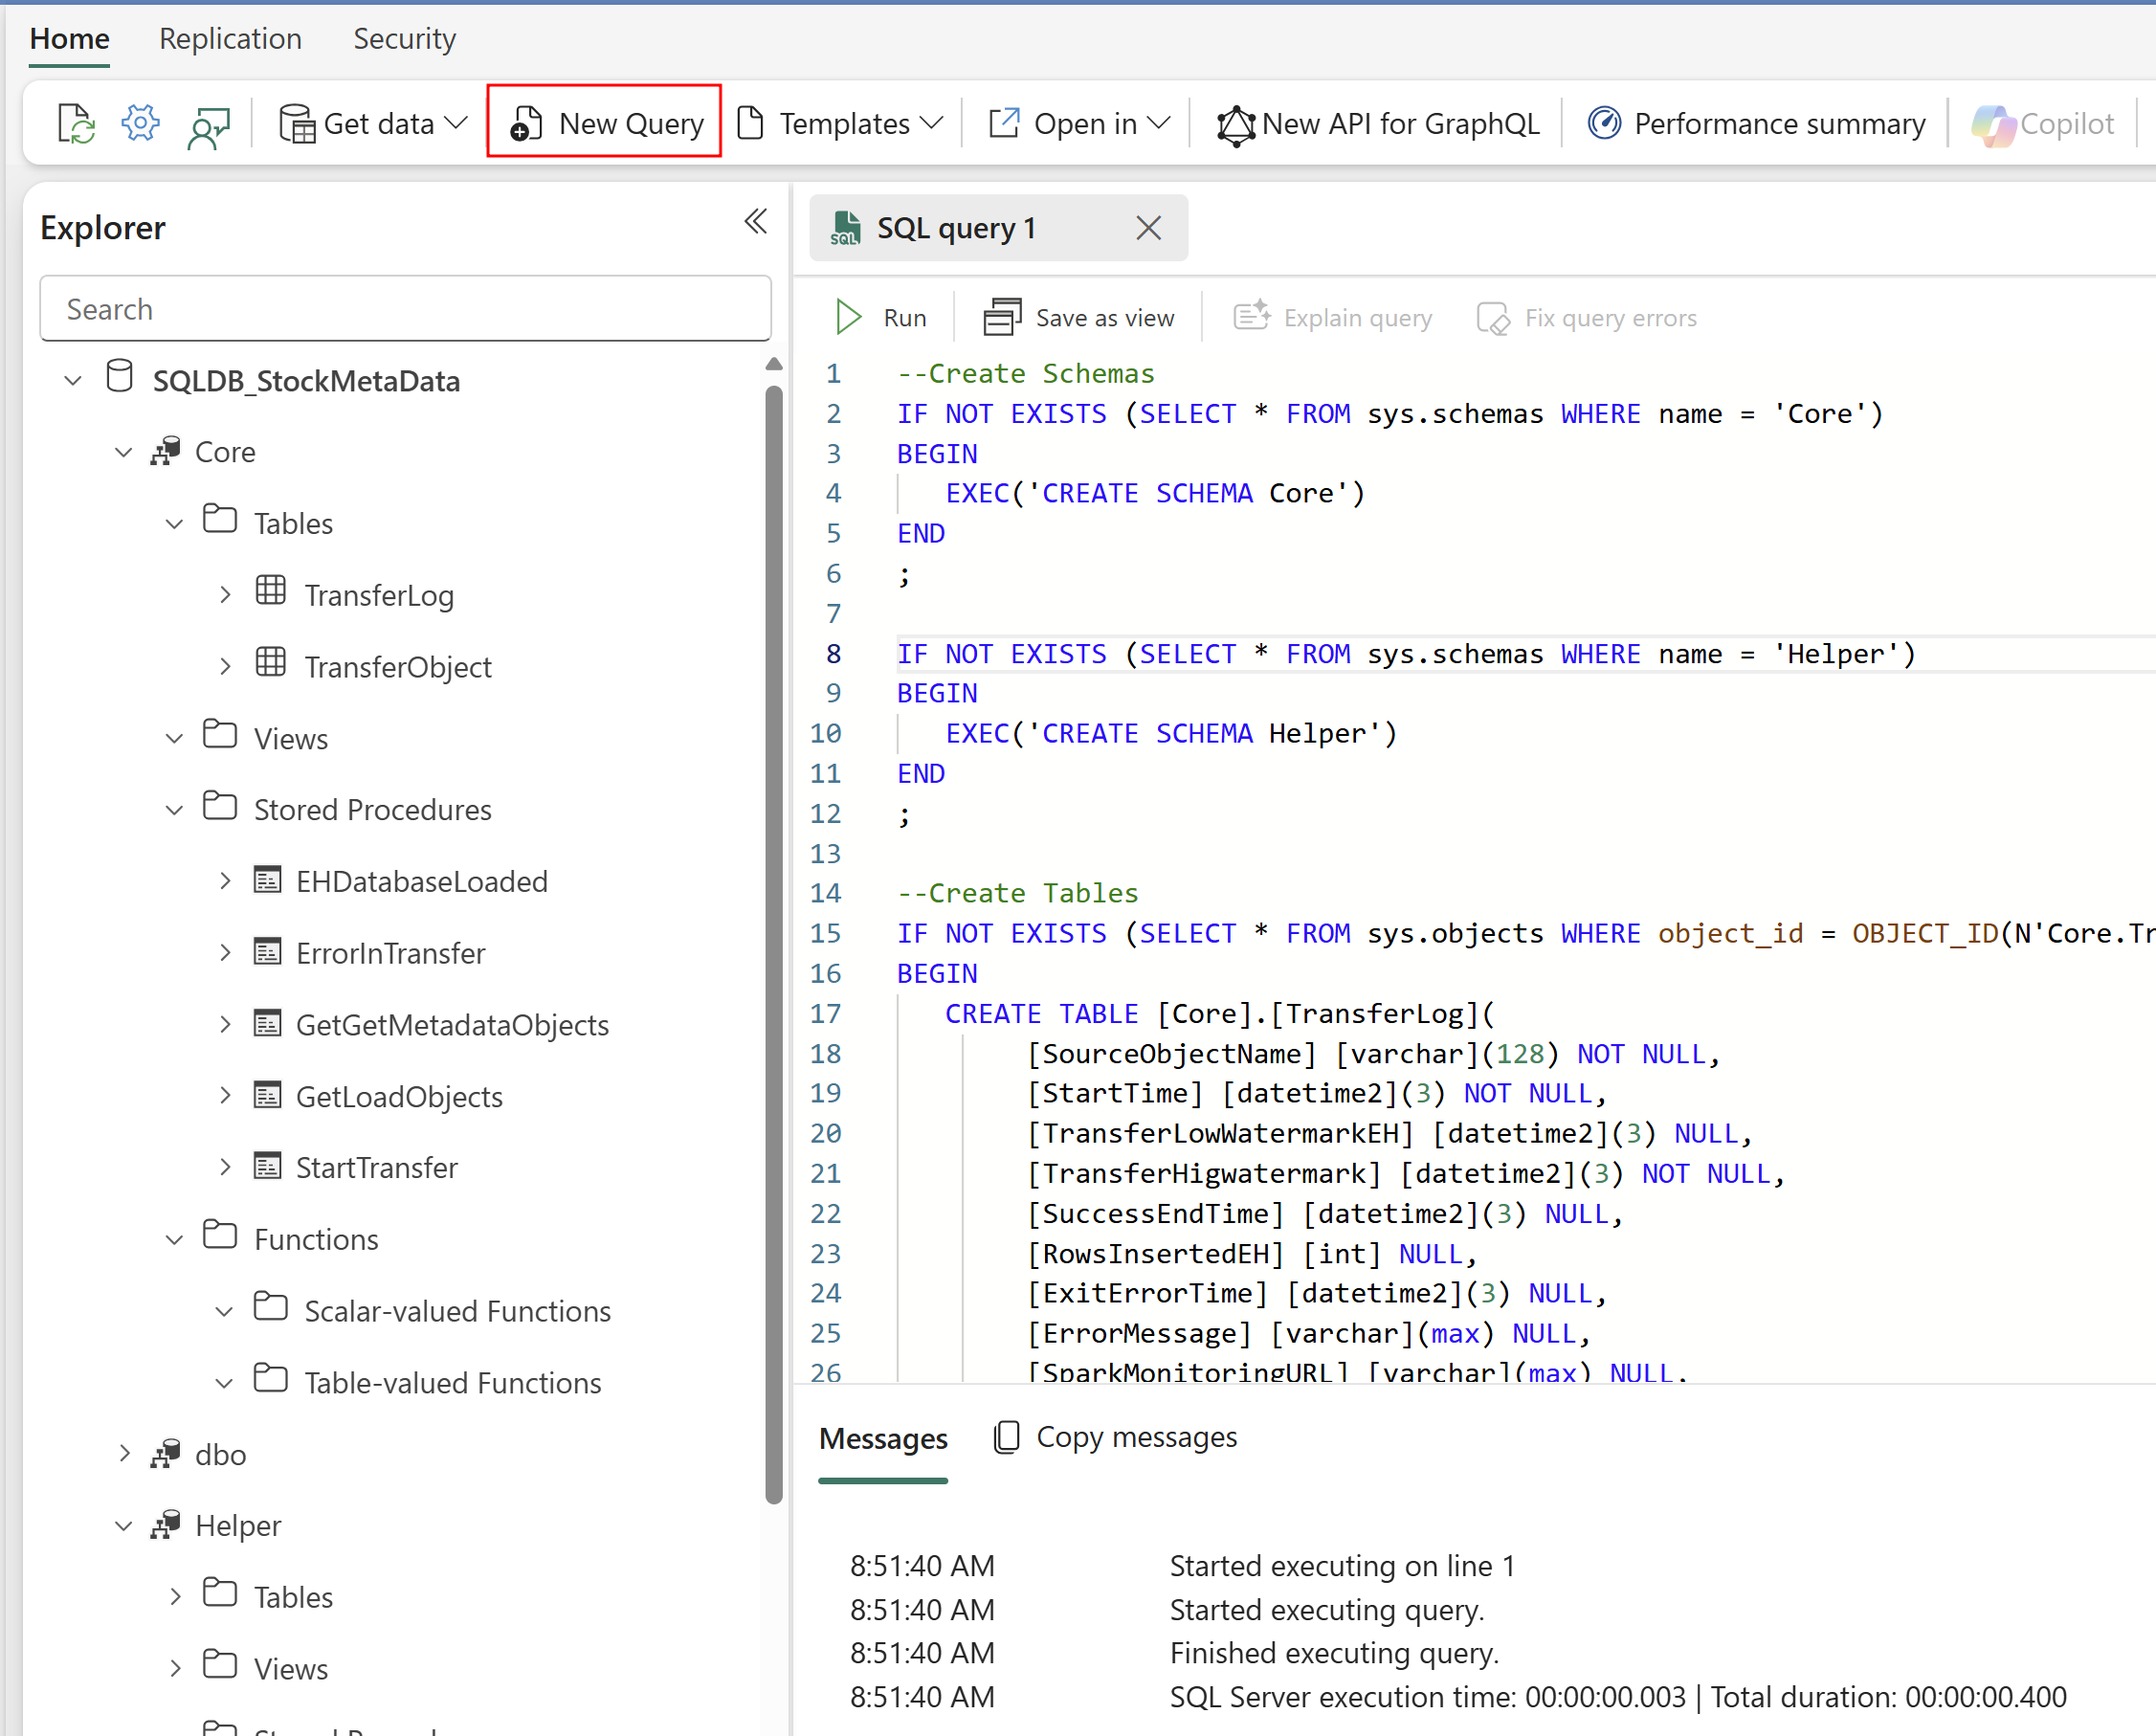 Home Replication Security
Get data New Query Templates Open in New API for GraphQL Performance summary Copilot
Explorer
Search
SQLDB_StockMetaData
Core
Tables
TransferLog
TransferObject
Views
Stored Procedures
EHDatabaseLoaded
ErrorInTransfer
GetGetMetadataObjects
GetLoadObjects
StartTransfer
Functions
Scalar-valued Functions
Table-valued Functions
dbo
Helper
Tables
Views
SQL query 1
Run Save as view Explain query Fix query errors
1 --Create Schemas
2 IF NOT EXISTS (SELECT * FROM sys.schemas WHERE name = 'Core')
3 BEGIN
4 EXEC('CREATE SCHEMA Core')
5 END
6 ;
7
8 IF NOT EXISTS (SELECT * FROM sys.schemas WHERE name = 'Helper')
9 BEGIN
10 EXEC('CREATE SCHEMA Helper')
11 END
12 ;
13
14 --Create Tables
15 IF NOT EXISTS (SELECT * FROM sys.objects WHERE object_id = OBJECT_ID(N'Core.Tr
16 BEGIN
17 CREATE TABLE [Core].[TransferLog](
18 [SourceObjectName] [varchar](128) NOT NULL,
19 [StartTime] [datetime2](3) NOT NULL,
20 [TransferLowWatermarkEH] [datetime2](3) NULL,
21 [TransferHigwatermark] [datetime2](3) NOT NULL,
22 [SuccessEndTime] [datetime2](3) NULL,
23 [RowsInsertedEH] [int] NULL,
24 [ExitErrorTime] [datetime2](3) NULL,
25 [ErrorMessage] [varchar](max) NULL,
26 [SparkMonitoringURL] [varchar](max) NULL,
Messages Copy messages
8:51:40 AM Started executing on line 1
8:51:40 AM Started executing query.
8:51:40 AM Finished executing query.
8:51:40 AM SQL Server execution time: 00:00:00.003 | Total duration: 00:00:00.400